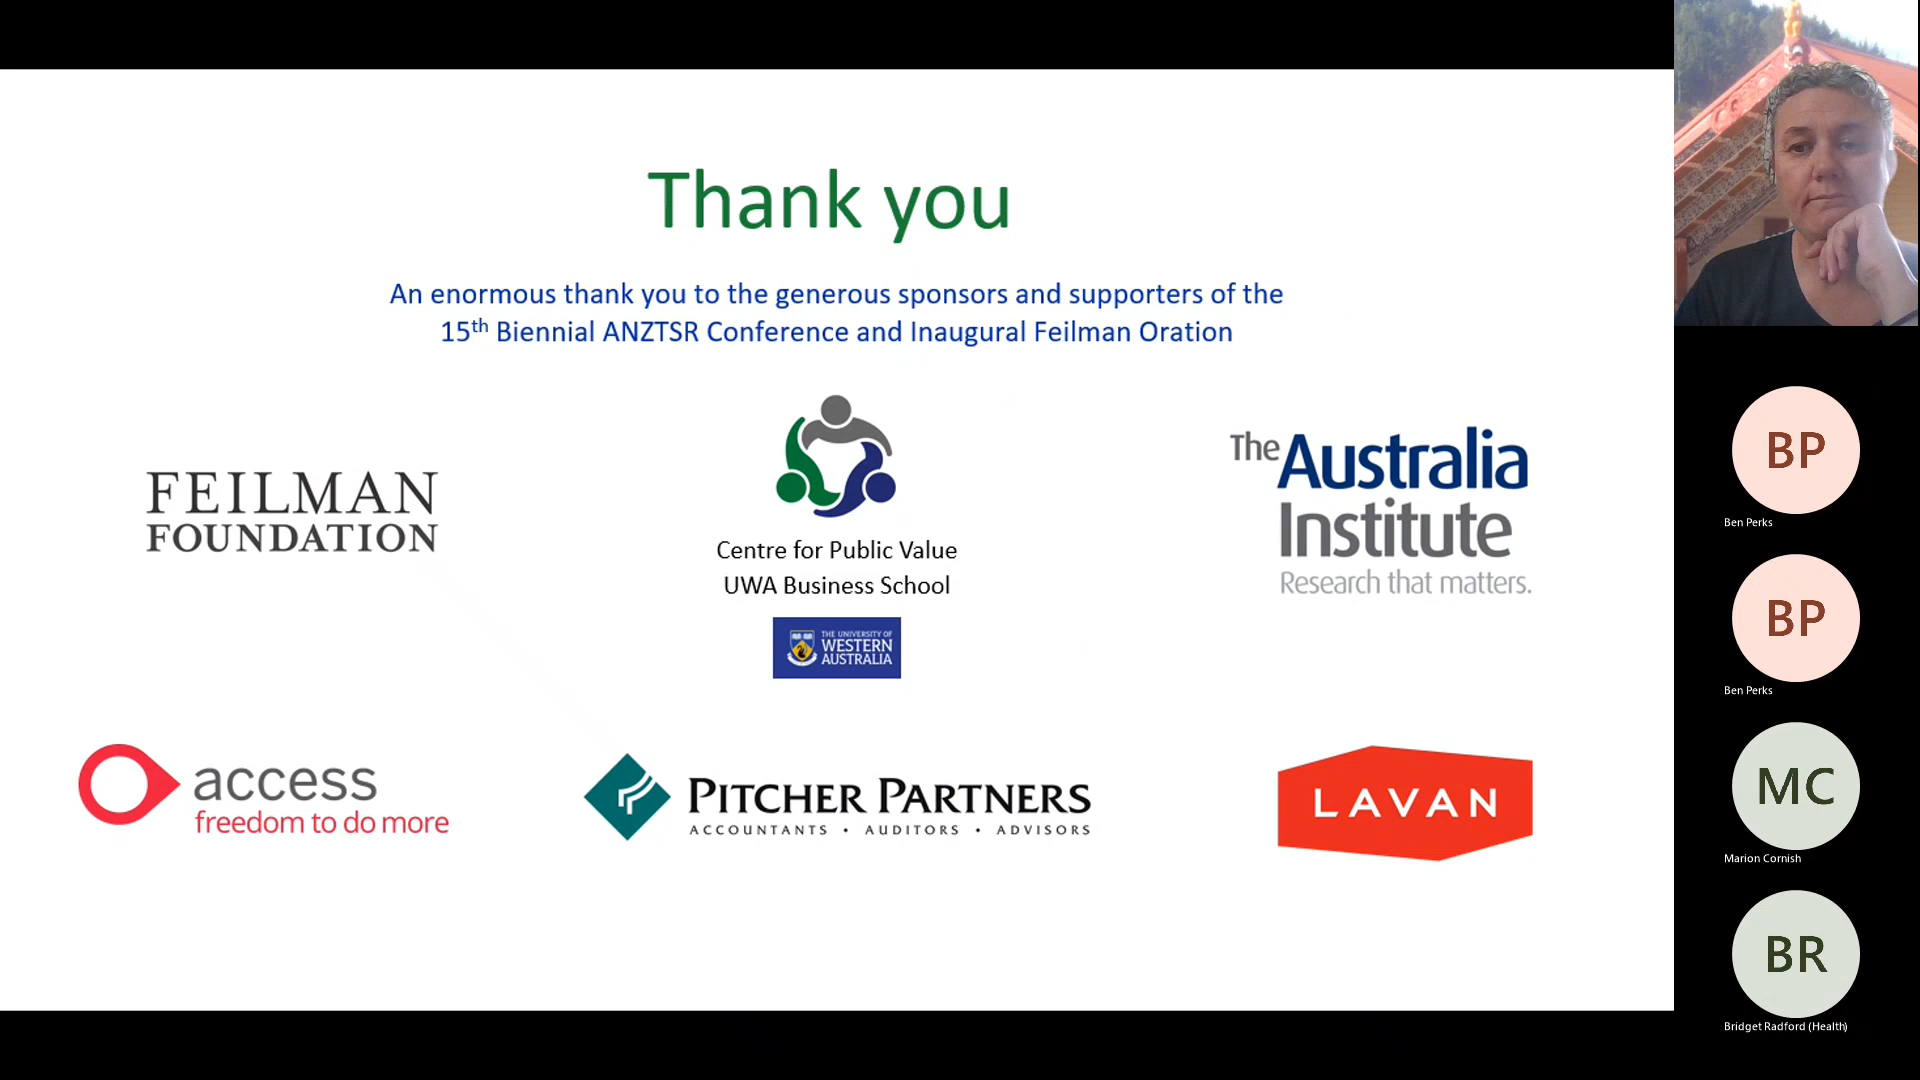 Thank you
An enormous thank you to the generous sponsors and supporters of the
15th Biennial ANZTSR Conference and Inaugural Feilman Oration
FEILMAN
FOUNDATION
Centre for Public Value
UWA Business School
THE UNIVERSITY OF
WESTERN
AUSTRALIA
The Australia
Institute
Research that matters.
access
freedom to do more
PITCHER PARTNERS
ACCOUNTANTS • AUDITORS • ADVISORS
LAVAN
BP
Ben Perks
BP
Ben Perks
MC
Marion Cornish
BR
Bridget Radford (Health)